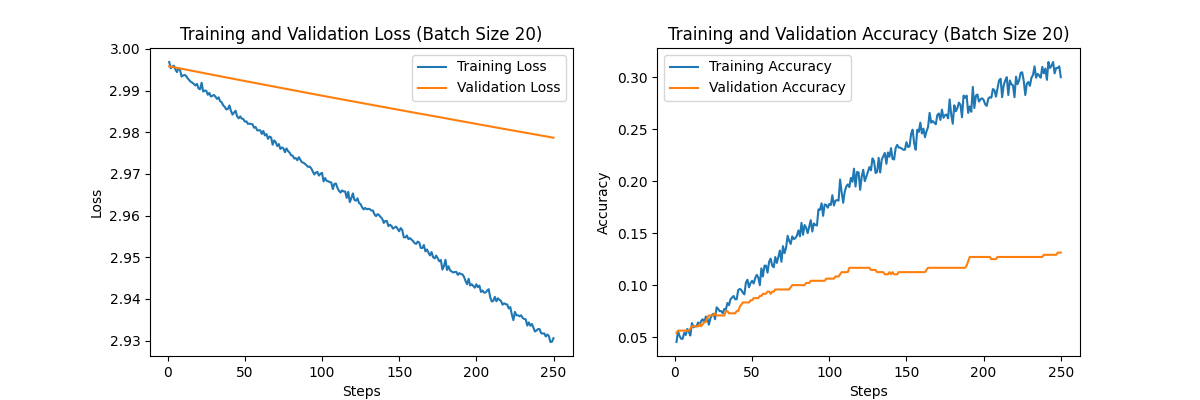 Training and Validation Loss (Batch Size 20)
3.00
2.99
2.98
2.97
2.96
2.95
2.94
2.93
Loss
Training Loss
Validation Loss
0
50
100
150
200
250
Steps
Training and Validation Accuracy (Batch Size 20)
0.30
0.25
0.20
0.15
0.10
0.05
Accuracy
Training Accuracy
Validation Accuracy
0
50
100
150
200
250
Steps